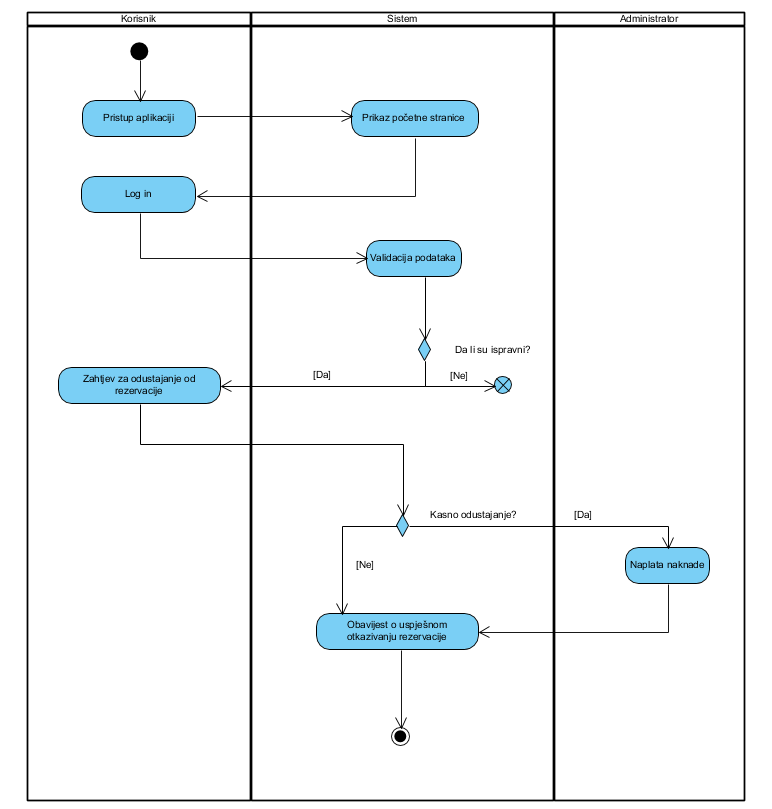 Korisnik
Sistem
Administrator
Pristup aplikaciji
Prikaz početne stranice
Log in
Validacija podataka
Da li su ispravni?
[Da]
[Ne]
Zahtjev za odustajanje od
rezervacije
Kasno odustajanje?
[Da]
[Ne]
Naplata naknade
Obavijest o uspješnom
otkazivanju rezervacije